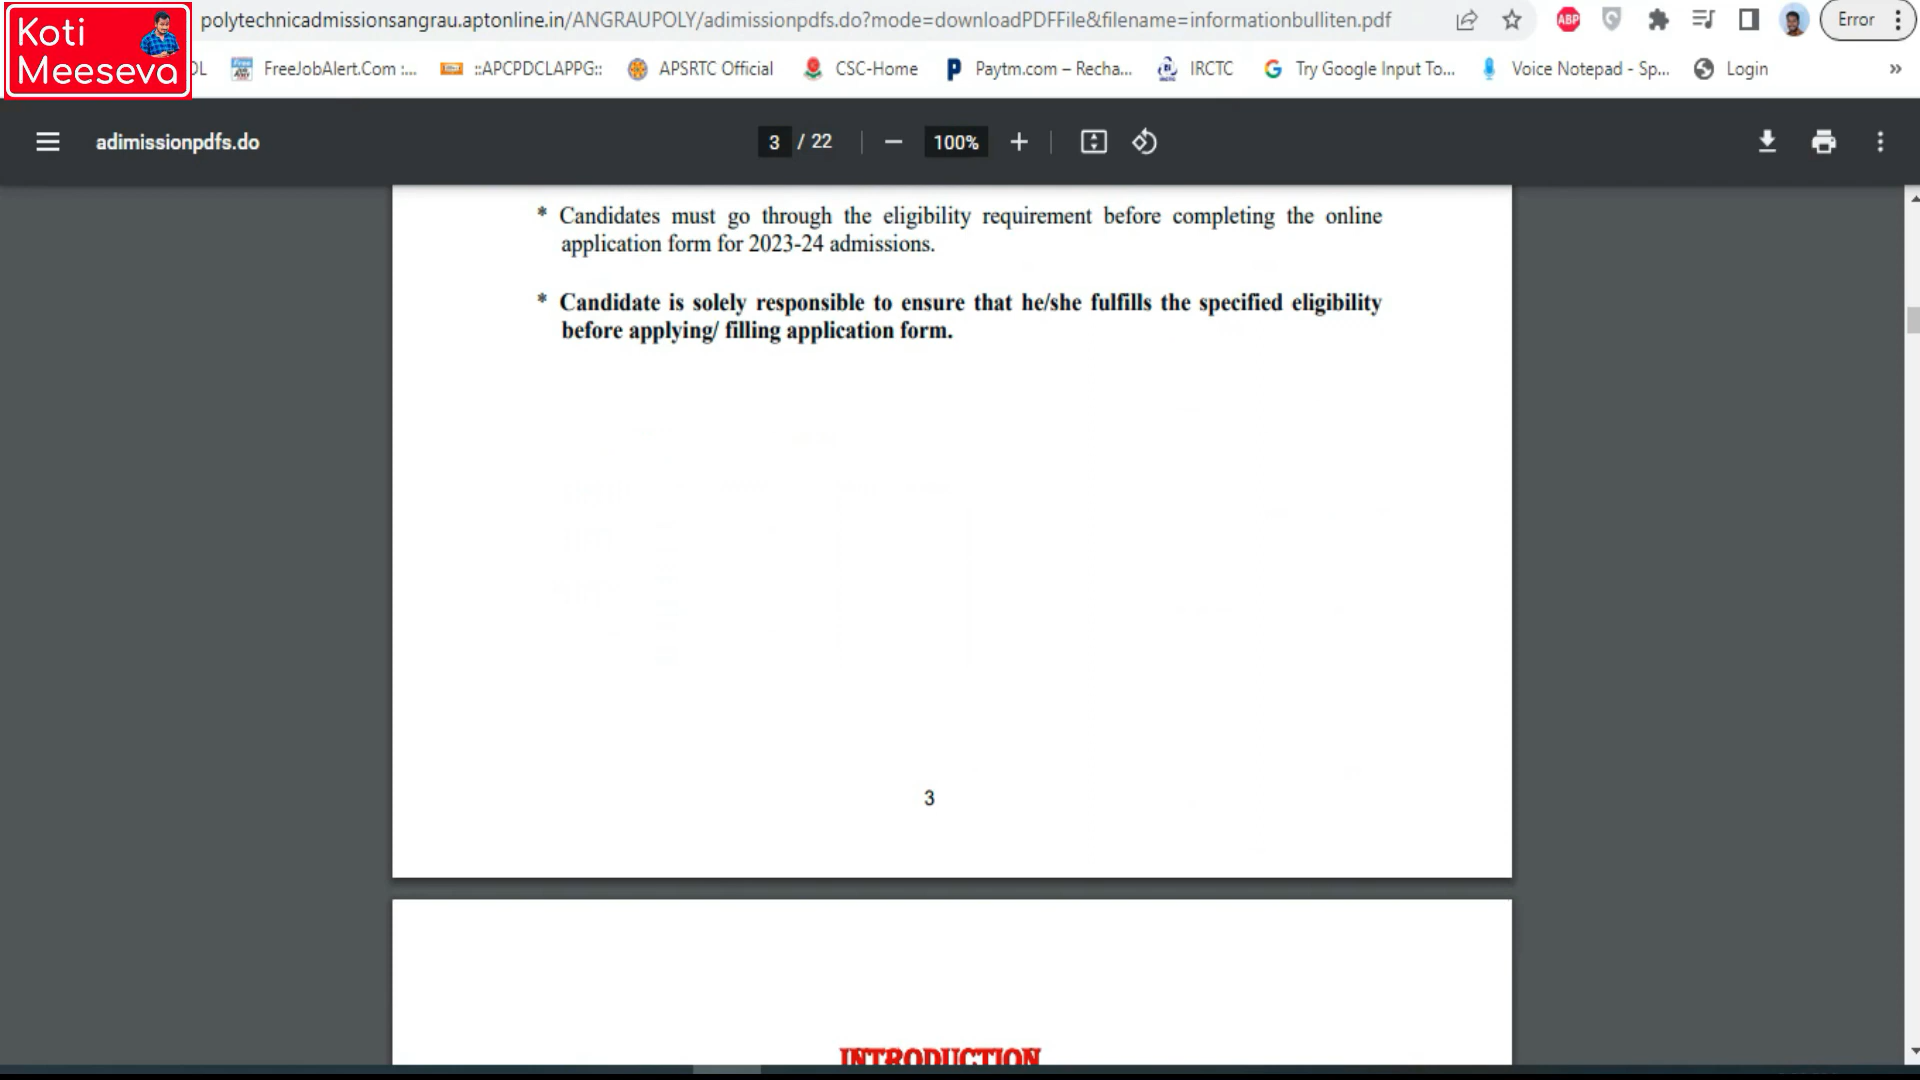 Koti
Meeseva
polytechnicadmissionsangrau.aptonline.in/ANGRAUPOLY/adimissionpdfs.do?mode=downloadPDFFile&filename=informationbulliten.pdf
ABP
Error
DL
FreeJobAlert.Com :...
::APCPDCLAPPG::
APSRTC Official
CSC-Home
Paytm.com – Recha...
IRCTC
Try Google Input To...
Voice Notepad - Sp...
Login
»
adimissionpdfs.do
3 / 22
100%
* Candidates must go through the eligibility requirement before completing the online
application form for 2023-24 admissions.
* Candidate is solely responsible to ensure that he/she fulfills the specified eligibility
before applying/ filling application form.
3
INTRODUCTION